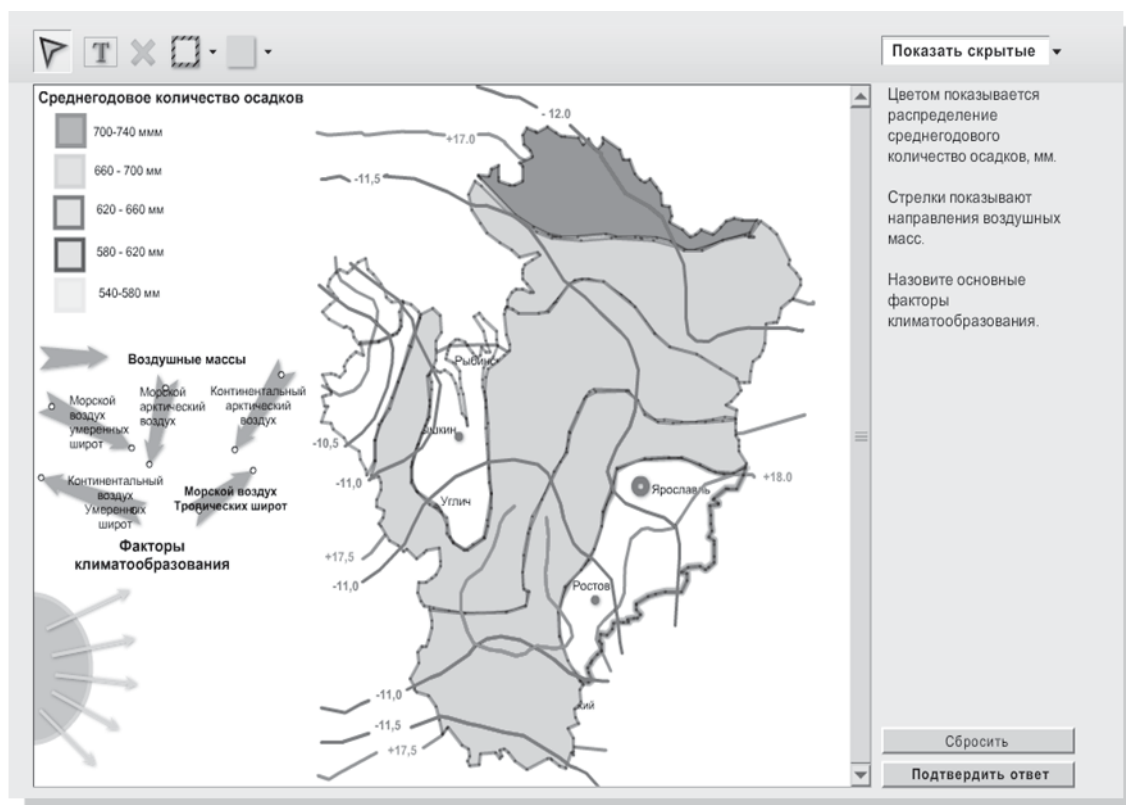 T
Показать скрытые
Среднегодовое количество осадков
700-740 ммм
660 - 700 мм
620 - 660 мм
580 - 620 мм
540-580 мм
Воздушные массы
Морской
воздух
умеренных
широт
Морской
арктический
воздух
Континентальный
арктический
воздух
Континентальный
воздух
Умеренных
широт
Морской воздух
Тропических широт
Факторы
климатообразования
- 12.0
+17.0
-11,5
Рыбинс
ышкин
-10,5
-11,0
Углич
Ярославль
+18.0
+17,5
-11,0
Ростов
-11,0
кий
-11,5
+17,5
Цветом показывается
распределение
среднегодового
количество осадков, мм.
Стрелки показывают
направления воздушных
масс.
Назовите основные
факторы
климатообразования.
Сбросить
Подтвердить ответ